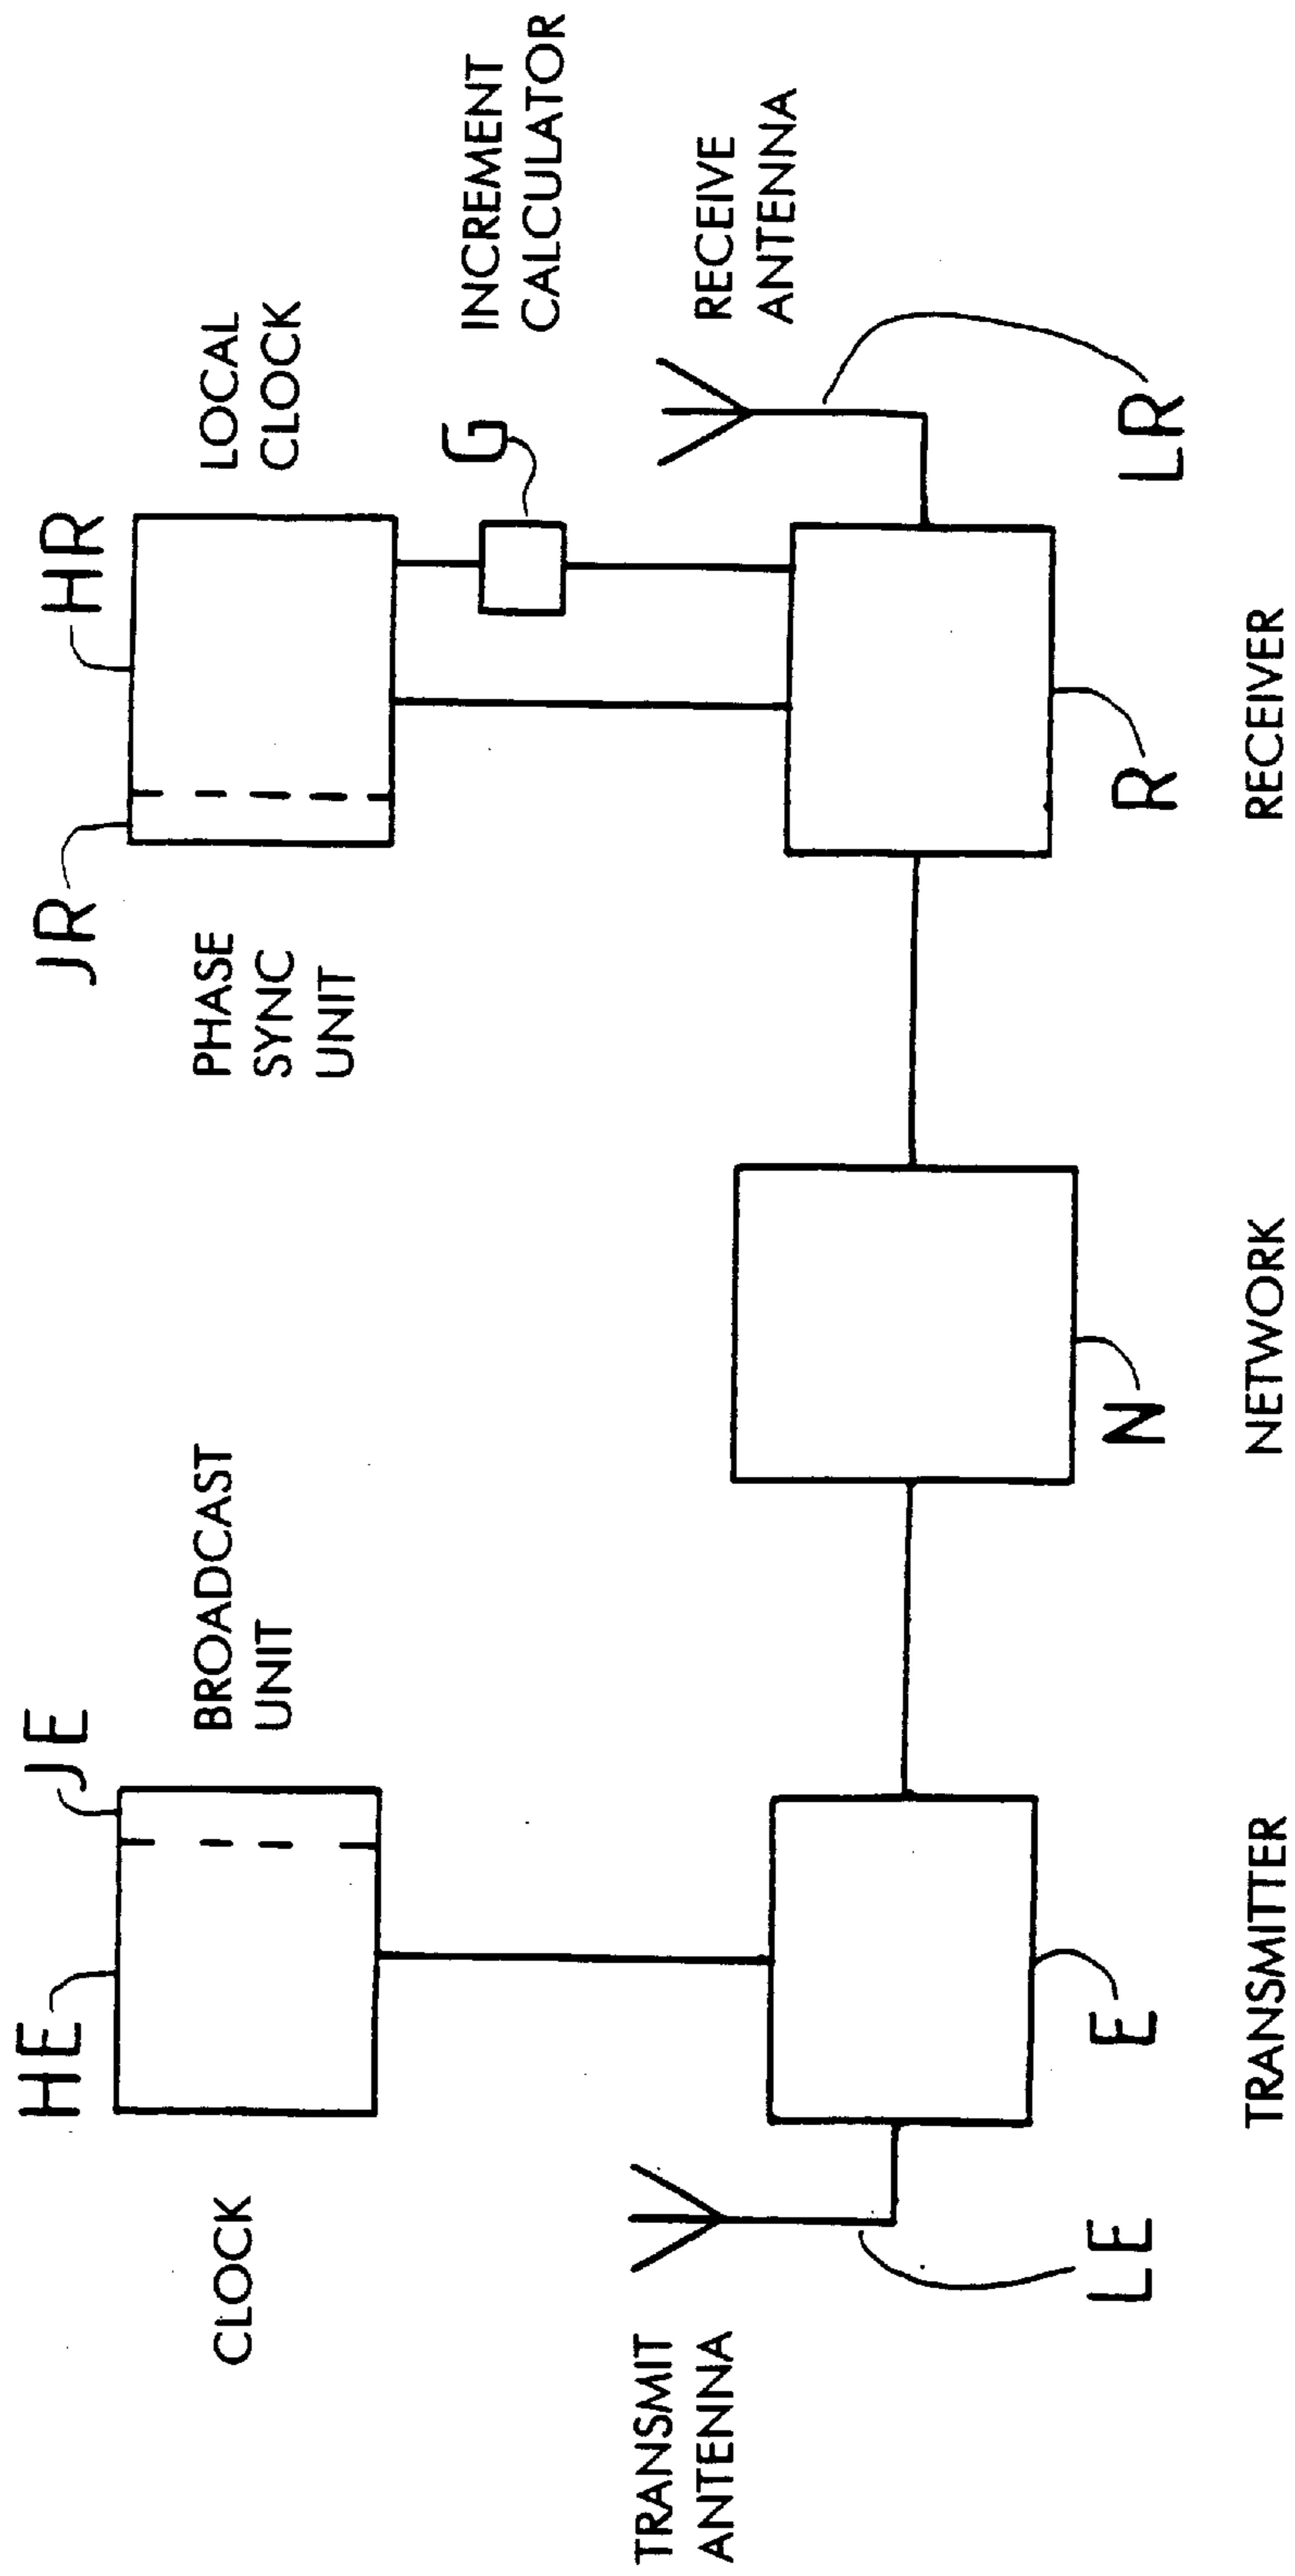 HE
JE
CLOCK
BROADCAST
UNIT
JR
HR
PHASE
SYNC
UNIT
LOCAL
CLOCK
G
INCREMENT
CALCULATOR
TRANSMIT
ANTENNA
RECEIVE
ANTENNA
LE
E
N
R
LR
TRANSMITTER
NETWORK
RECEIVER